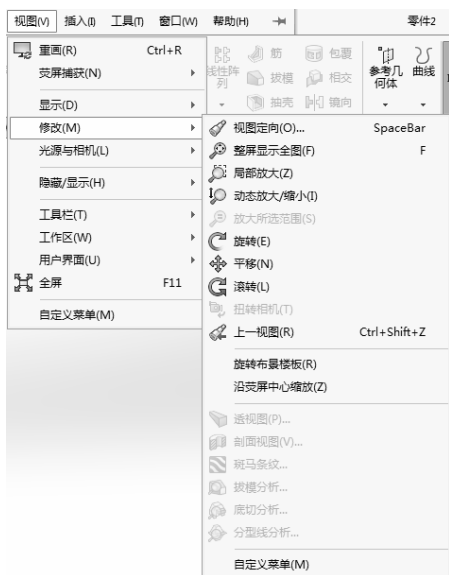 视图(V) 插入(I) 工具(T) 窗口(W) 帮助(H) 零件2
重画(R) Ctrl+R
荧屏捕获(N)
显示(D)
修改(M)
光源与相机(L)
隐藏/显示(H)
工具栏(T)
工作区(W)
用户界面(U)
全屏 F11
自定义菜单(M)
线性阵列
筋
包覆
拔模
相交
抽壳
镜向
参考几何体
曲线
视图定向(O)... SpaceBar
整屏显示全图(F) F
局部放大(Z)
动态放大/缩小(I)
放大所选范围(S)
旋转(E)
平移(N)
滚转(L)
扭转相机(T)
上一视图(R) Ctrl+Shift+Z
旋转布景楼板(R)
沿荧屏中心缩放(Z)
透视图(P)...
剖面视图(V)...
斑马条纹...
拔模分析...
底切分析...
分型线分析...
自定义菜单(M)